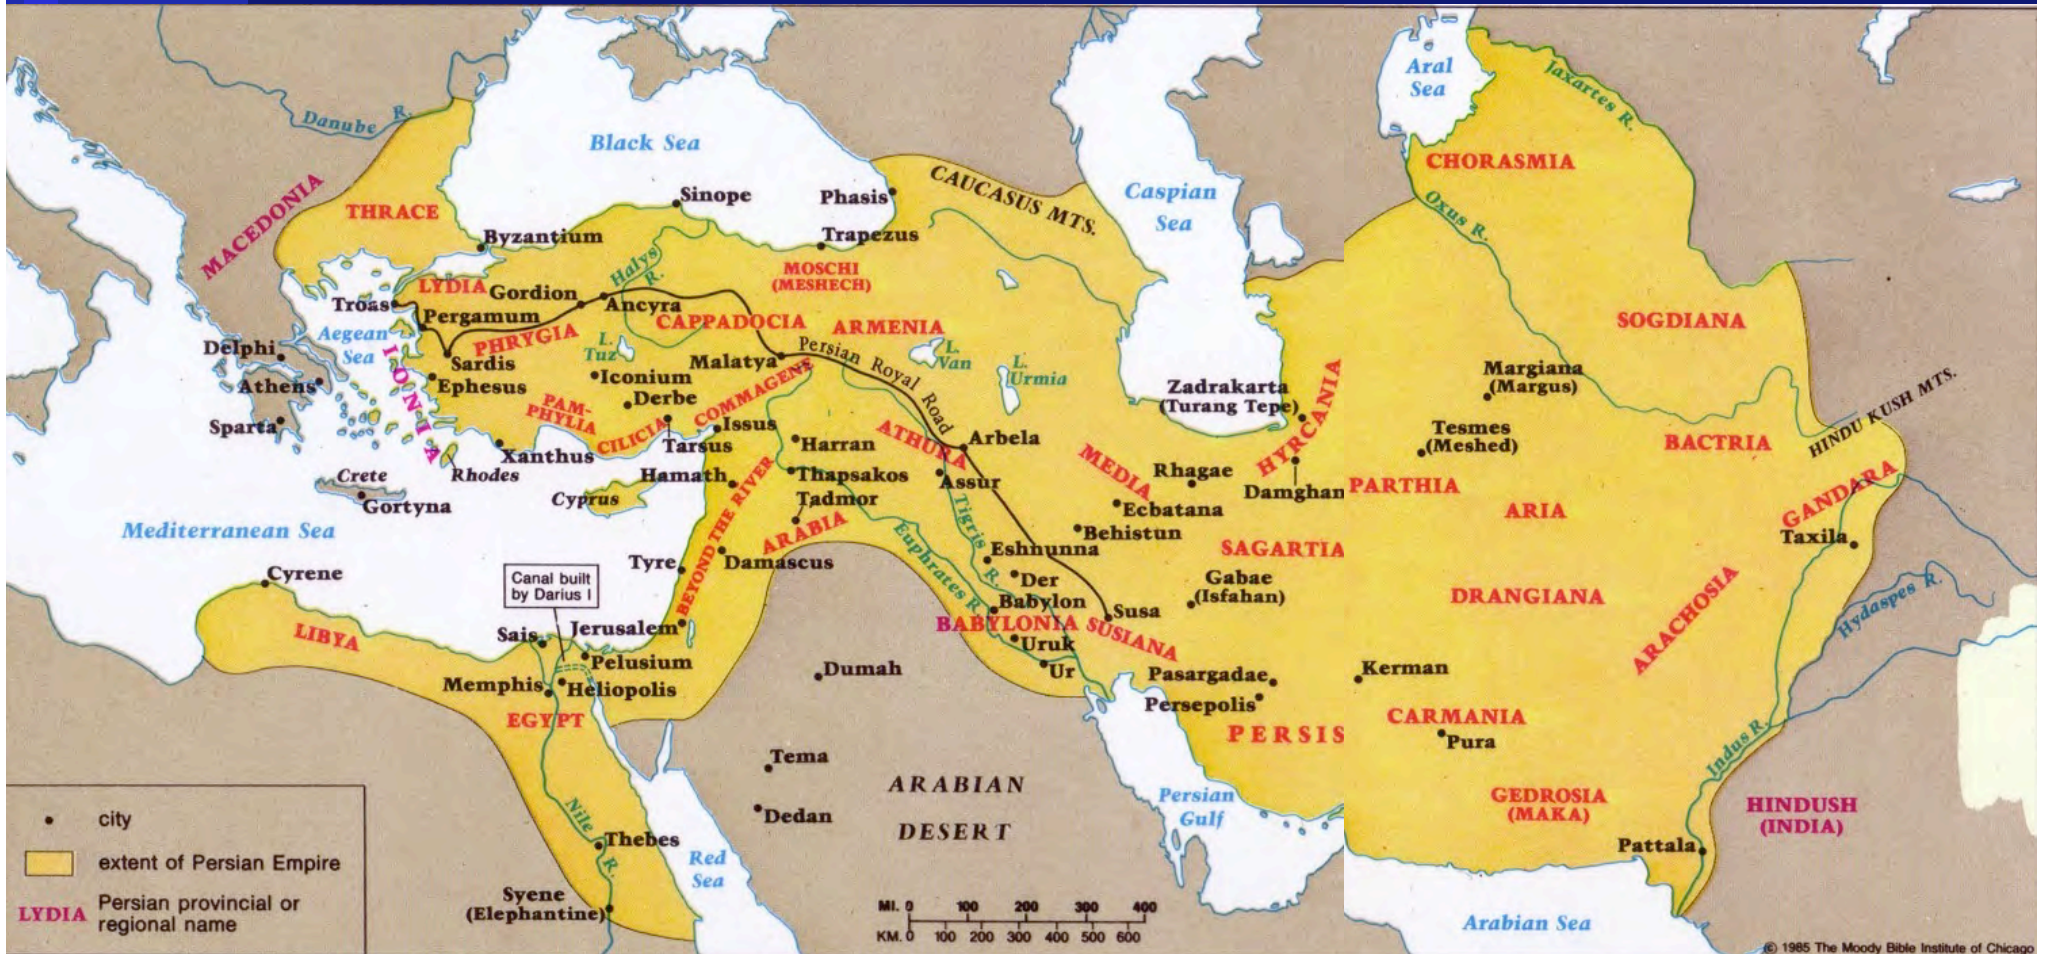 Danube R.
Black Sea
Aral
Sea
Jaxartes R.
CHORASMIA
Oxus R.
MACEDONIA
THRACE
Sinope
Phasis
CAUCASUS MTS.
Caspian
Sea
Byzantium
Trapezus
Halys
R.
MOSCHI
(MESHECH)
LYDIA
Gordion
Ancyra
Troas
Pergamum
PHRYGIA
CAPPADOCIA
ARMENIA
SOGDIANA
Aegean
Sea
IONIA
Delphi
Sardis
L.
Tuz
Malatya
Persian Royal Road
L.
Van
L.
Urmia
Athens
Ephesus
Iconium
Derbe
COMMAGENE
Zadrakarta
(Turang Tepe)
HYRCANIA
Margiana
(Margus)
HINDU KUSH MTS.
Sparta
PAM-
PHYLIA
CILICIA
Issus
Tarsus
Harran
ATHURA
Arbela
MEDIA
Tesmes
(Meshed)
BACTRIA
Xanthus
Crete
Rhodes
Gortyna
Cyprus
Hamath
Thapsakos
Assur
Rhagae
Damghan
PARTHIA
GANDARA
Tadmor
BEYOND THE RIVER
ARABIA
Tigris R.
Ecbatana
ARIA
Mediterranean Sea
Behistun
Taxila
Euphrates R.
Eshnunna
SAGARTIA
Cyrene
Canal built
by Darius I
Tyre
Damascus
Der
Gabae
(Isfahan)
DRANGIANA
ARACHOSIA
Hydaspes R.
Babylon
Susa
BABYLONIA
SUSIANA
LIBYA
Sais
Jerusalem
Uruk
Ur
Pelusium
Dumah
Pasargadae
Kerman
Memphis
Heliopolis
Persepolis
EGYPT
PERSIS
CARMANIA
Pura
Indus R.
Tema
ARABIAN
DESERT
Persian
Gulf
GEDROSIA
(MAKA)
HINDUSH
(INDIA)
Dedan
Nile R.
Thebes
Red
Sea
Pattala
Syene
(Elephantine)
Arabian Sea
city
extent of Persian Empire
LYDIA Persian provincial or
regional name
MI. 0 100 200 300 400
KM. 0 100 200 300 400 500 600
© 1985 The Moody Bible Institute of Chicago